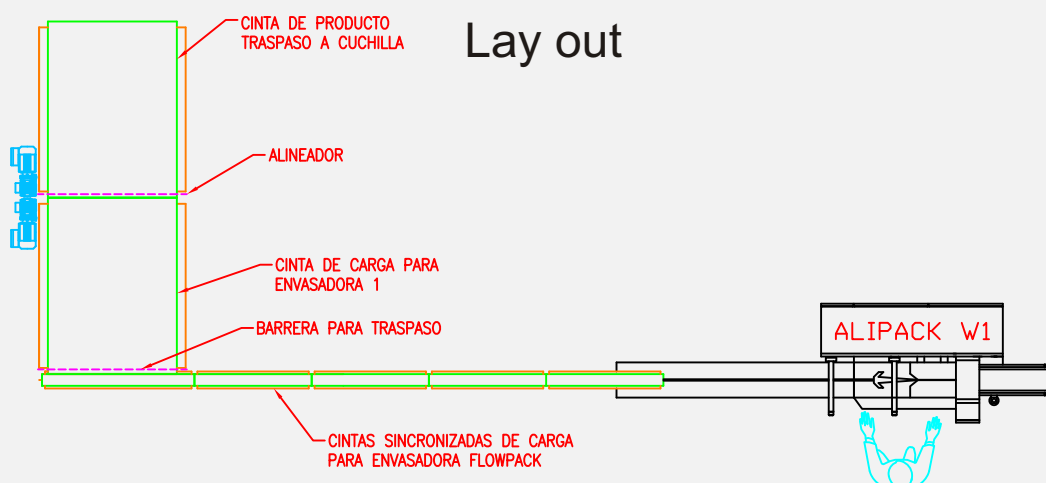 CINTA DE PRODUCTO
TRASPASO A CUCHILLA
Lay out
ALINEADOR
CINTA DE CARGA PARA
ENVASADORA 1
BARRERA PARA TRASPASO
ALIPACK W1
CINTAS SINCRONIZADAS DE CARGA
PARA ENVASADORA FLOWPACK